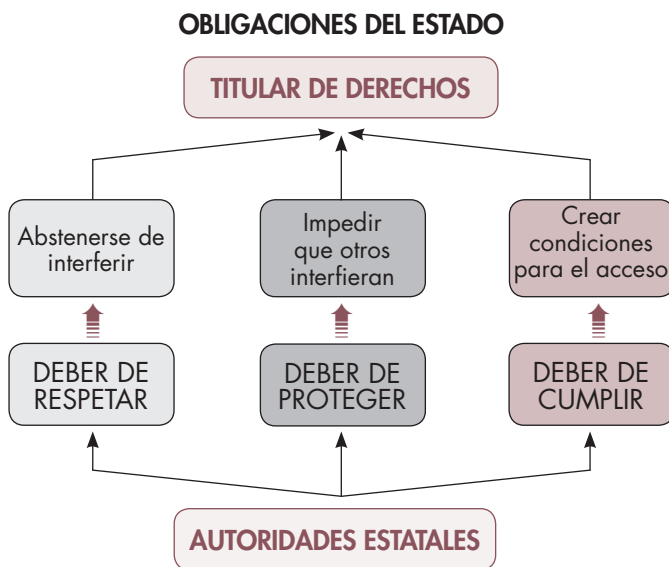 OBLIGACIONES DEL ESTADO
TITULAR DE DERECHOS
Abstenerse de
interferir
Impedir
que otros
interfieran
Crear
condiciones
para el acceso
DEBER DE
RESPETAR
DEBER DE
PROTEGER
DEBER DE
CUMPLIR
AUTORIDADES ESTATALES